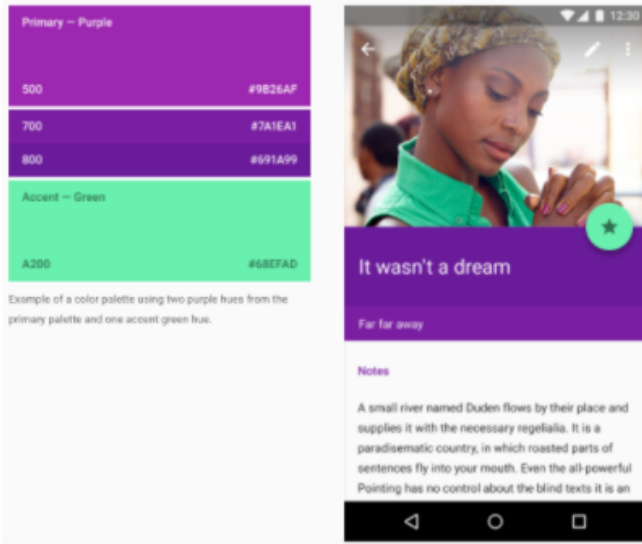 Primary — Purple
500 #9B26AF
700 #7A1EA1
800 #691A99
Accent — Green
A200 #68EFAD
Example of a color palette using two purple hues from the
primary palette and one accent green hue.
12:30
It wasn't a dream
Far far away
Notes
A small river named Duden flows by their place and
supplies it with the necessary regelialia. It is a
paradisematic country, in which roasted parts of
sentences fly into your mouth. Even the all-powerful
Pointing has no control about the blind texts it is an